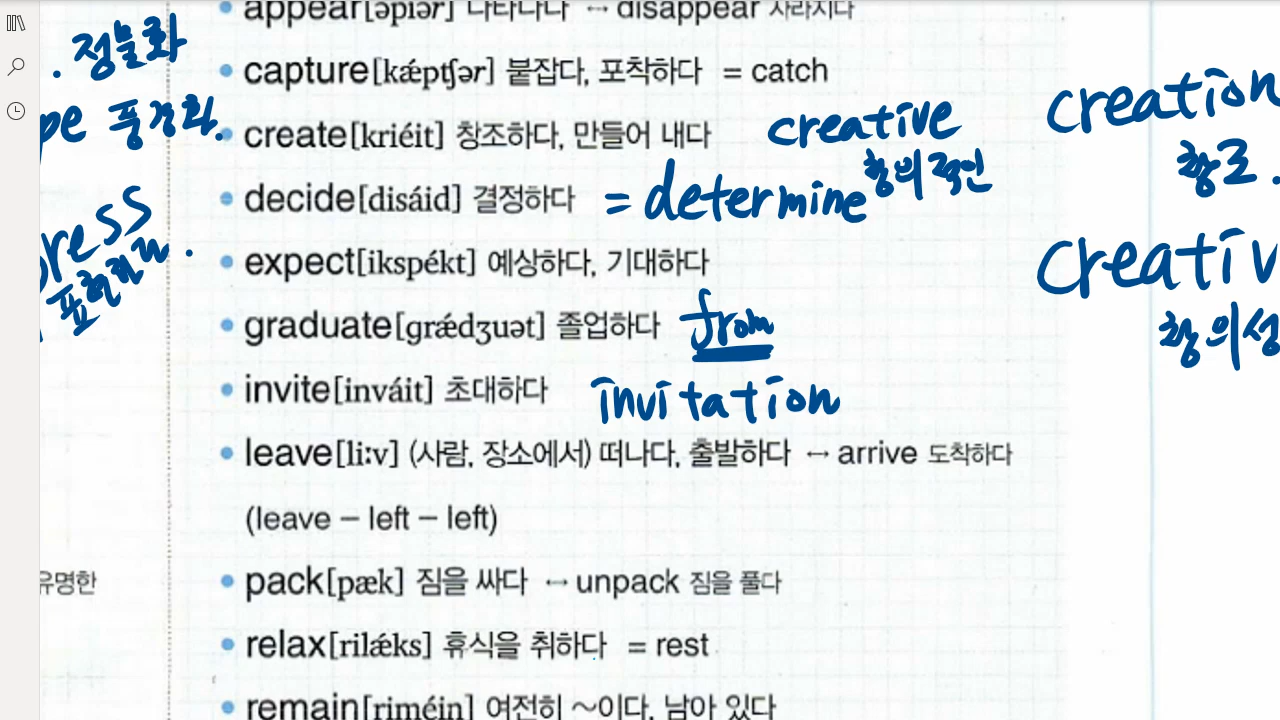 appear[əpíər] 나타나다 ↔ disappear 사라지다
. 정물화
capture[kǽptʃər] 붙잡다, 포착하다 = catch
creation
pe 풍경화.
create[kriéit] 창조하다, 만들어 내다 creative
창의적인
창조.
decide[disáid] 결정하다 = determine
ress
표현하다.
expect[ikspékt] 예상하다, 기대하다
Creativ
창의성
graduate[grǽdʒuət] 졸업하다 from
invite[inváit] 초대하다 invitation
leave[liːv] (사람, 장소에서) 떠나다, 출발하다 ↔ arrive 도착하다
(leave – left – left)
유명한
pack[pæk] 짐을 싸다 ↔ unpack 짐을 풀다
relax[rilǽks] 휴식을 취하다 = rest
remain[riméin] 여전히 ~이다, 남아 있다